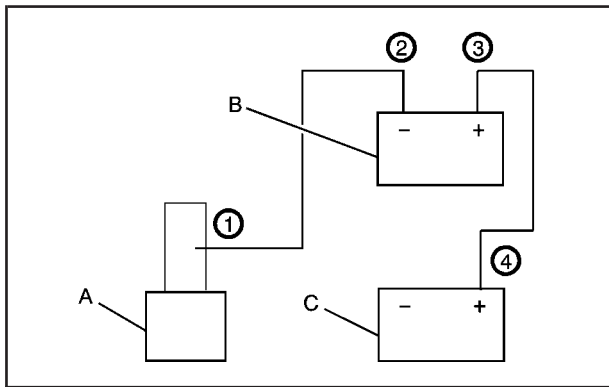 ② ③
B
− +
①
④
A
C
− +